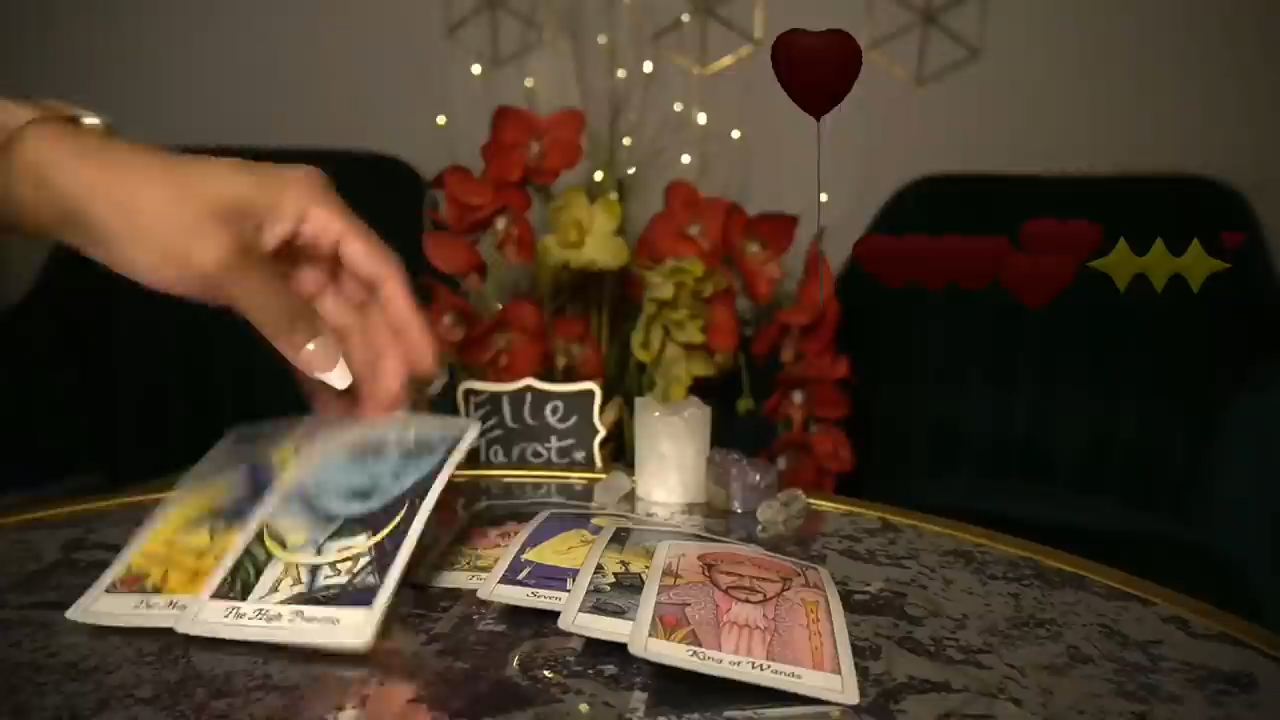 Elle
Tarot
The High Priestess
Seven
King of Wands